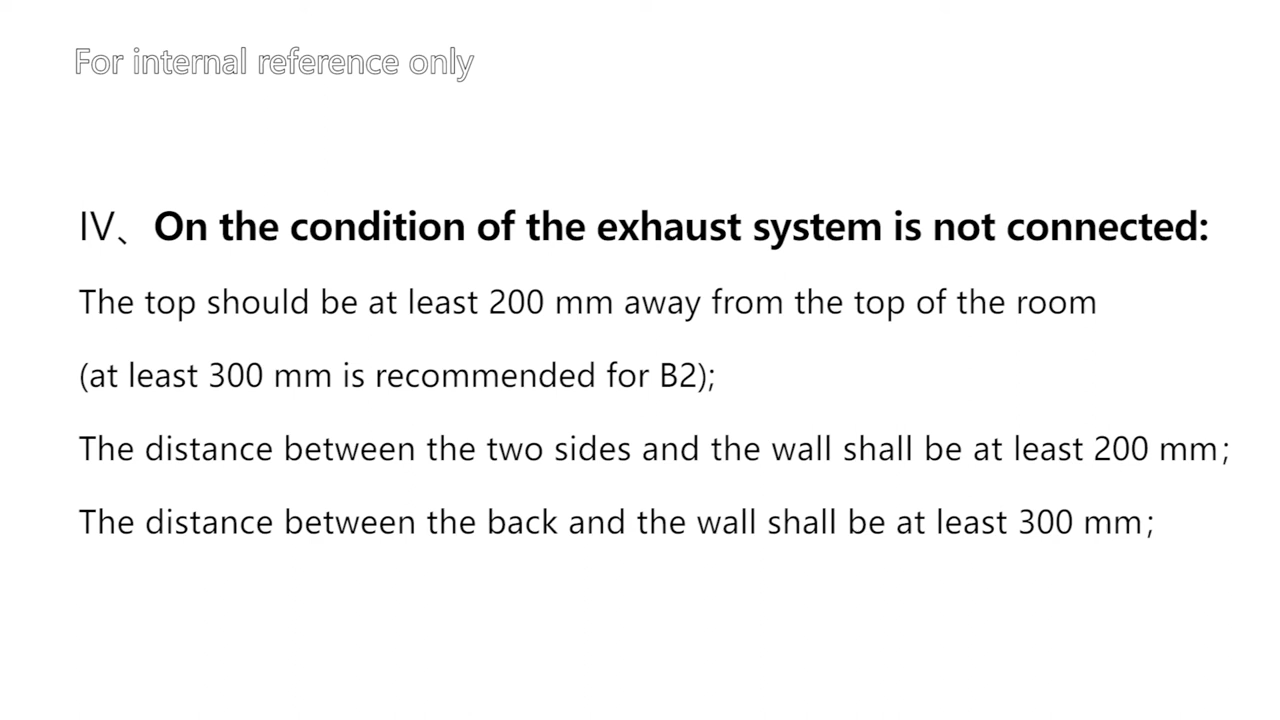 For internal reference only
Ⅳ、On the condition of the exhaust system is not connected:
The top should be at least 200 mm away from the top of the room
(at least 300 mm is recommended for B2);
The distance between the two sides and the wall shall be at least 200 mm;
The distance between the back and the wall shall be at least 300 mm;